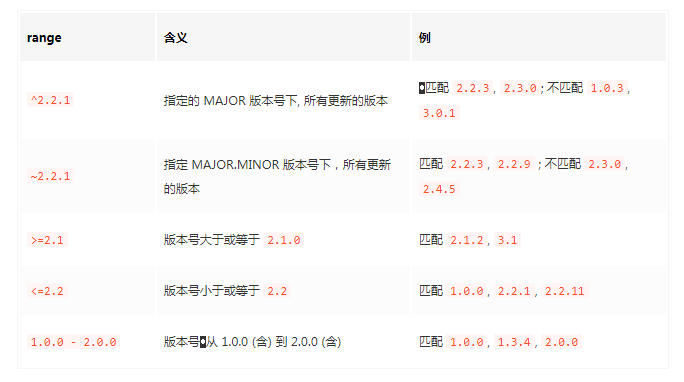 range 含义 例
^2.2.1 指定的 MAJOR 版本号下, 所有更新的版本 匹配 2.2.3, 2.3.0; 不匹配 1.0.3,
3.0.1
~2.2.1 指定 MAJOR.MINOR 版本号下，所有更新 匹配 2.2.3, 2.2.9; 不匹配 2.3.0,
的版本 2.4.5
>=2.1 版本号大于或等于 2.1.0 匹配 2.1.2, 3.1
<=2.2 版本号小于或等于 2.2 匹配 1.0.0, 2.2.1, 2.2.11
1.0.0 - 2.0.0 版本号从 1.0.0 (含) 到 2.0.0 (含) 匹配 1.0.0, 1.3.4, 2.0.0